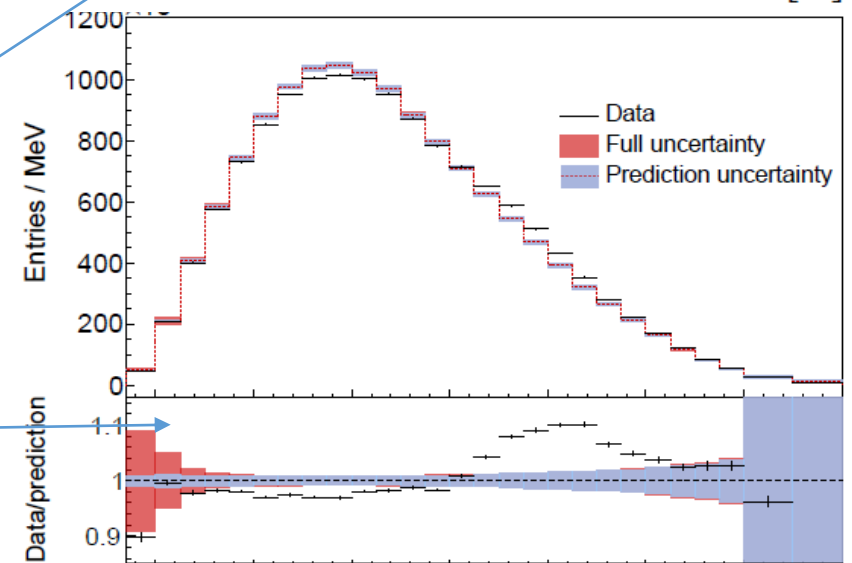 1200
1000
800
600
400
200
0
Entries / MeV
Data
Full uncertainty
Prediction uncertainty
1.1
1
0.9
Data/prediction